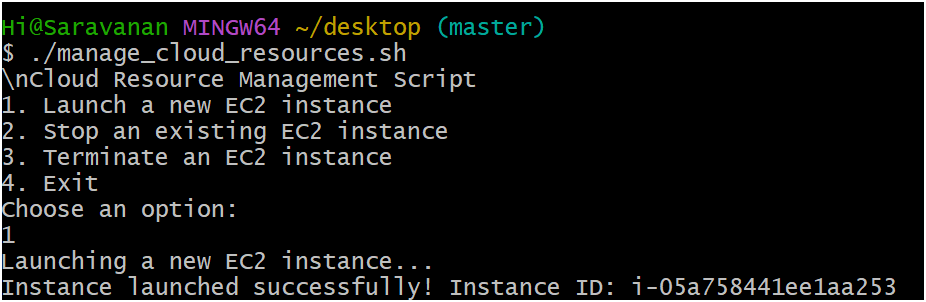 Hi@Saravanan MINGW64 ~/desktop (master)
$ ./manage_cloud_resources.sh
\nCloud Resource Management Script
1. Launch a new EC2 instance
2. Stop an existing EC2 instance
3. Terminate an EC2 instance
4. Exit
Choose an option:
1
Launching a new EC2 instance...
Instance launched successfully! Instance ID: i-05a758441ee1aa253